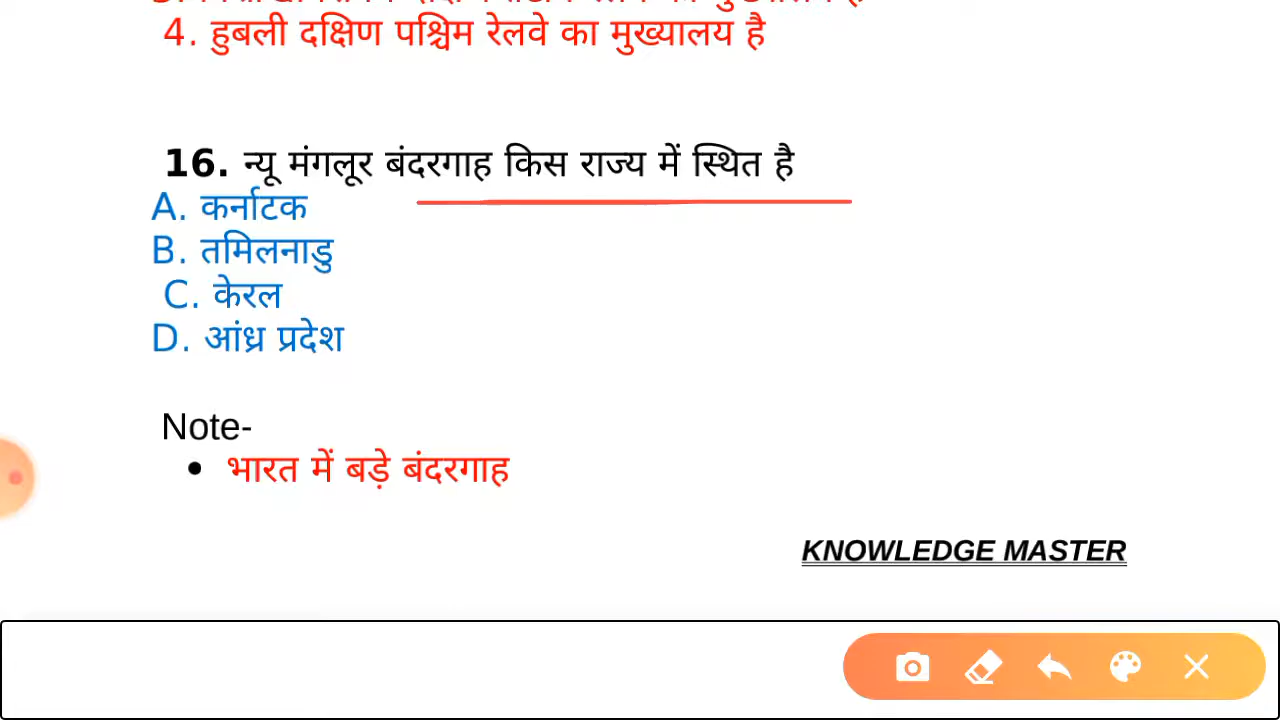 4. हुबली दक्षिण पश्चिम रेलवे का मुख्यालय है
16. न्यू मंगलूर बंदरगाह किस राज्य में स्थित है
A. कर्नाटक
B. तमिलनाडु
C. केरल
D. आंध्र प्रदेश
Note-
• भारत में बड़े बंदरगाह
KNOWLEDGE MASTER